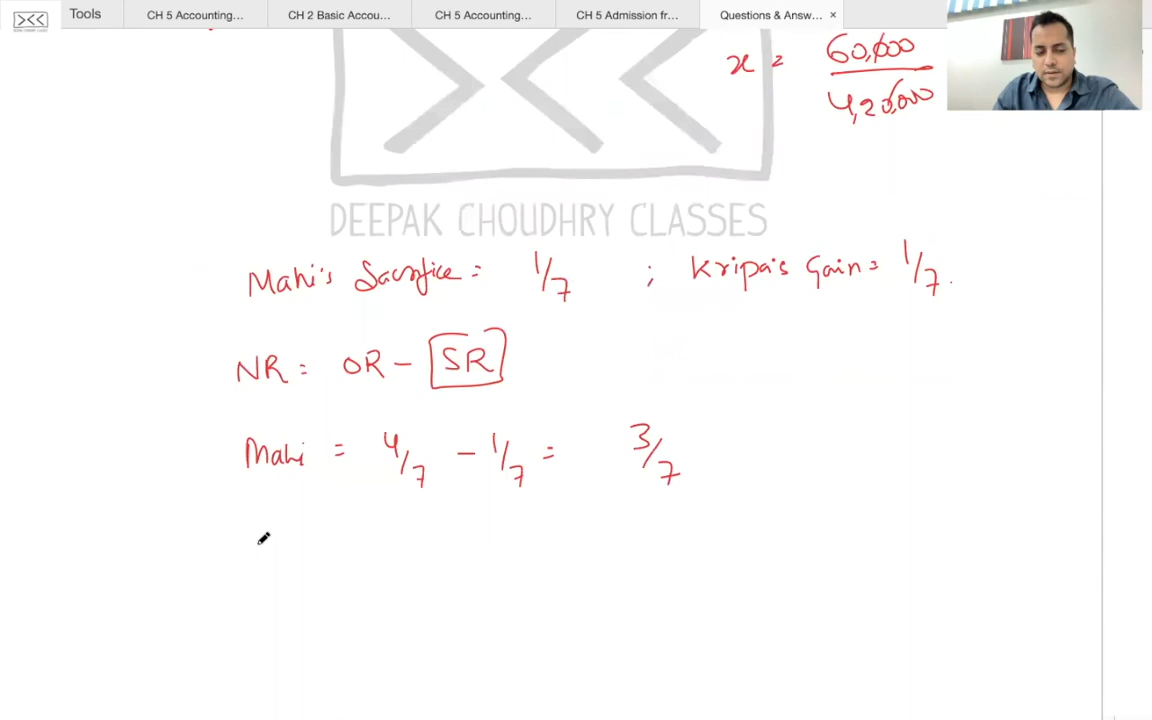 Tools CH 5 Accounting... CH 2 Basic Accou... CH 5 Accounting... CH 5 Admission fr... Questions & Answ... ×
x = 60,000/4,20,000
DEEPAK CHOUDHRY CLASSES
Mahi's Sacrifice = 1/7 ; Kripa's Gain = 1/7.
NR = OR - SR
Mahi = 4/7 - 1/7 = 3/7